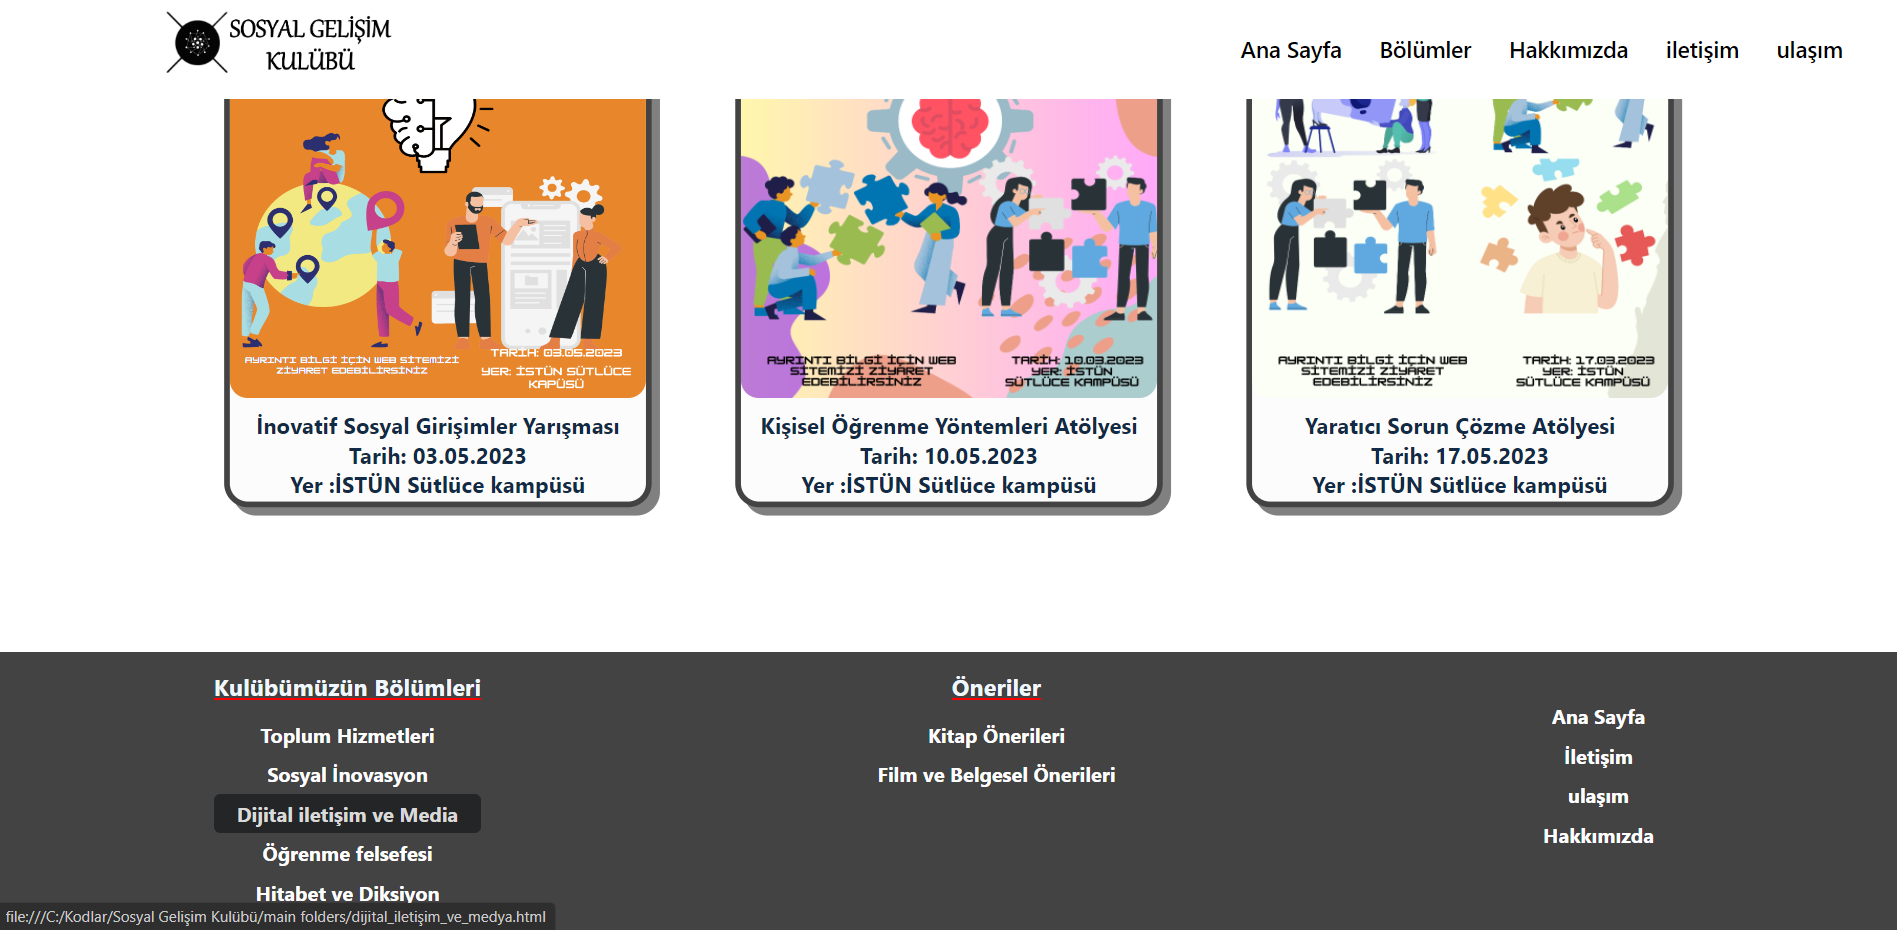 SOSYAL GELİŞİM
KULÜBÜ
Ana Sayfa Bölümler Hakkımızda iletişim ulaşım
AYRINTI BİLGİ İÇİN WEB SİTEMİZİ
ZİYARET EDEBİLİRSİNİZ
TARİH: 03.05.2023
YER: İSTÜN SÜTLÜCE
KAPÜSÜ
AYRINTI BİLGİ İÇİN WEB
SİTEMİZİ ZİYARET
EDEBİLİRSİNİZ
TARİH: 10.03.2023
YER: İSTÜN
SÜTLÜCE KAMPÜSÜ
AYRINTI BİLGİ İÇİN WEB
SİTEMİZİ ZİYARET
EDEBİLİRSİNİZ
TARİH: 17.03.2023
YER: İSTÜN
SÜTLÜCE KAMPÜSÜ
İnovatif Sosyal Girişimler Yarışması
Tarih: 03.05.2023
Yer :İSTÜN Sütlüce kampüsü
Kişisel Öğrenme Yöntemleri Atölyesi
Tarih: 10.05.2023
Yer :İSTÜN Sütlüce kampüsü
Yaratıcı Sorun Çözme Atölyesi
Tarih: 17.05.2023
Yer :İSTÜN Sütlüce kampüsü
Kulübümüzün Bölümleri
Toplum Hizmetleri
Sosyal İnovasyon
Dijital iletişim ve Media
Öğrenme felsefesi
Hitabet ve Diksiyon
Öneriler
Kitap Önerileri
Film ve Belgesel Önerileri
Ana Sayfa
İletişim
ulaşım
Hakkımızda
file:///C:/Kodlar/Sosyal Gelişim Kulübü/main folders/dijital_iletişim_ve_medya.html